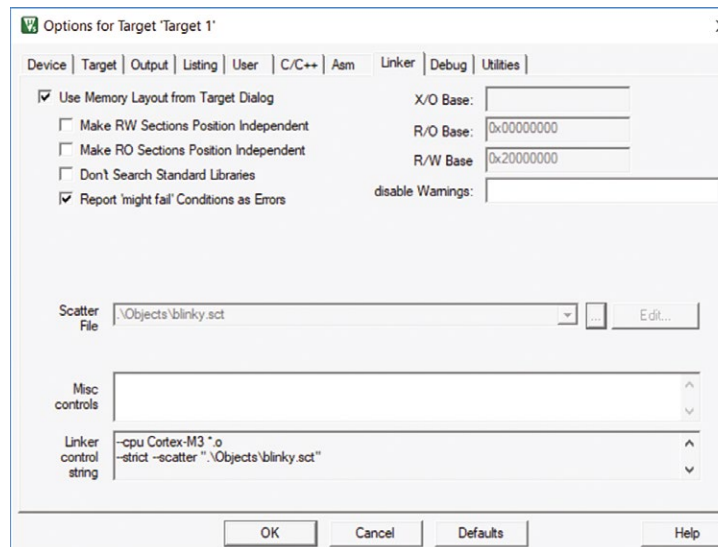 Options for Target 'Target 1'
Device | Target | Output | Listing | User | C/C++ | Asm | Linker | Debug | Utilities
Use Memory Layout from Target Dialog
Make RW Sections Position Independent
Make RO Sections Position Independent
Don't Search Standard Libraries
Report 'might fail' Conditions as Errors
X/O Base:
R/O Base: 0x00000000
R/W Base 0x20000000
disable Warnings:
Scatter
File
.\Objects\blinky.sct
...
Edit...
Misc
controls
Linker
control
string
--cpu Cortex-M3 *.o
--strict --scatter ".\Objects\blinky.sct"
OK Cancel Defaults Help